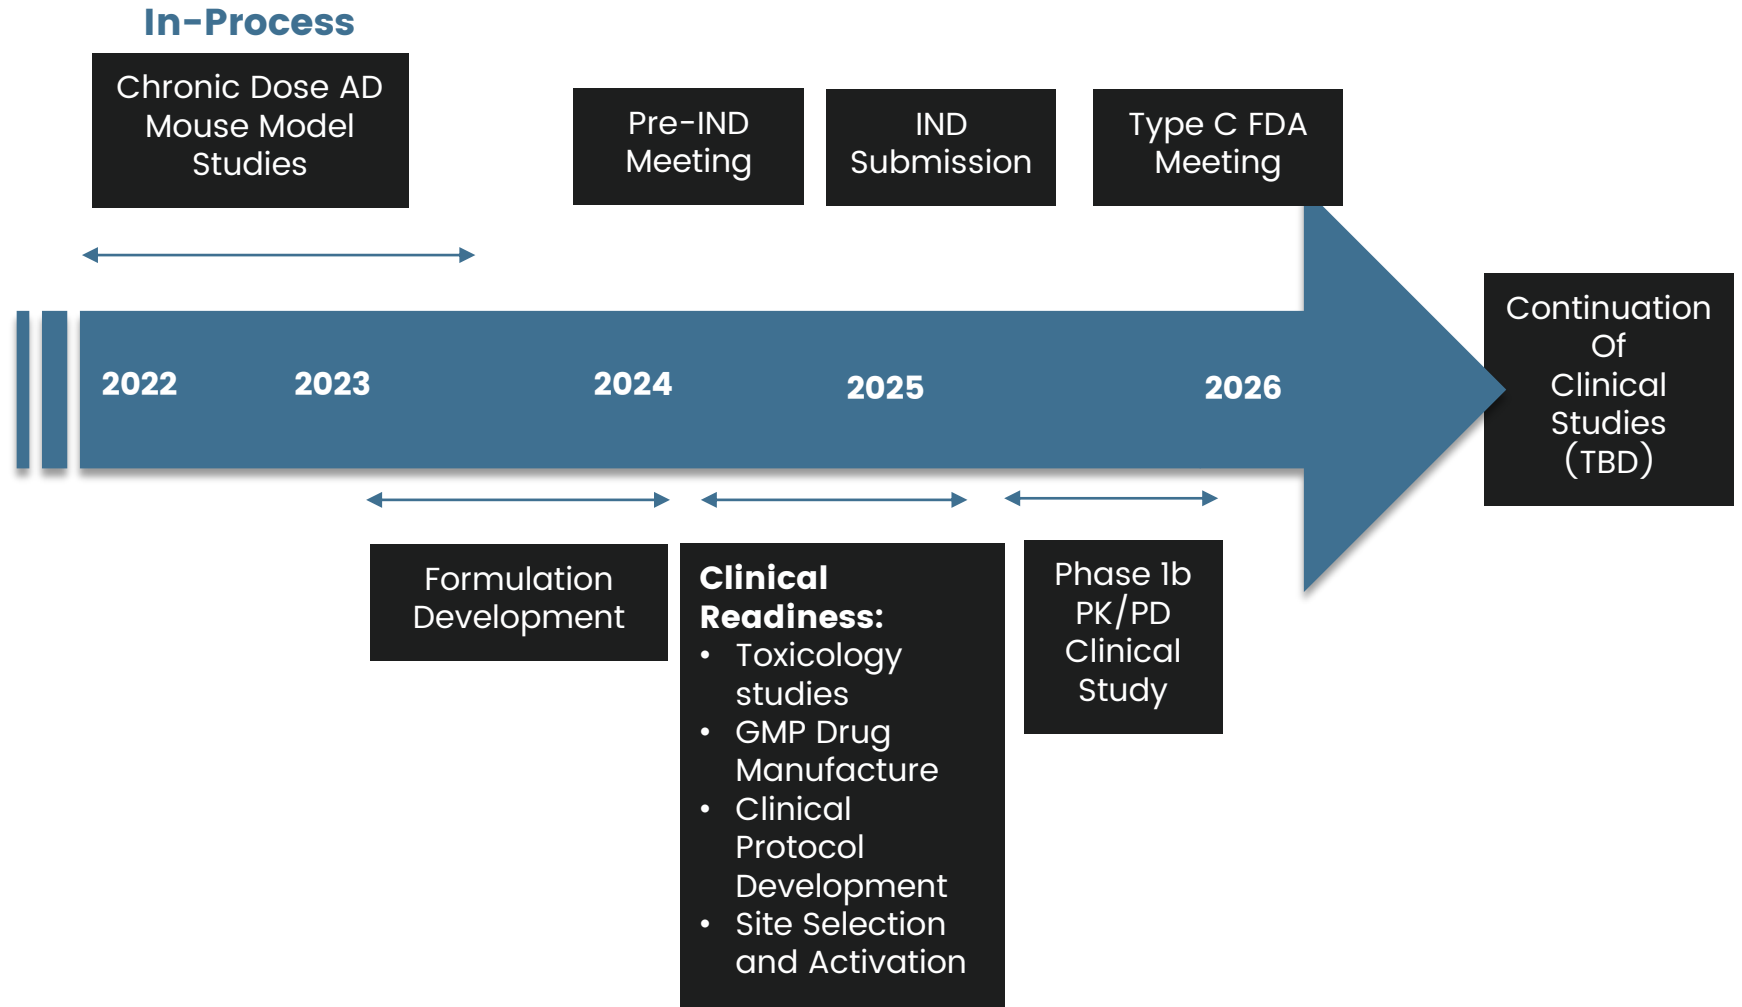 In-Process
Chronic Dose AD
Mouse Model
Studies
Pre-IND
Meeting
IND
Submission
Type C FDA
Meeting
2022
2023
2024
2025
2026
Continuation
Of
Clinical
Studies
(TBD)
Formulation
Development
Clinical
Readiness:
• Toxicology
studies
• GMP Drug
Manufacture
• Clinical
Protocol
Development
• Site Selection
and Activation
Phase 1b
PK/PD
Clinical
Study